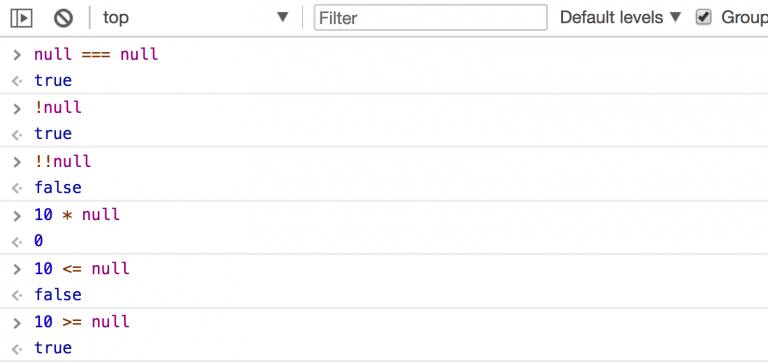 top Filter Default levels Group
null === null
true
!null
true
!!null
false
10 * null
0
10 <= null
false
10 >= null
true